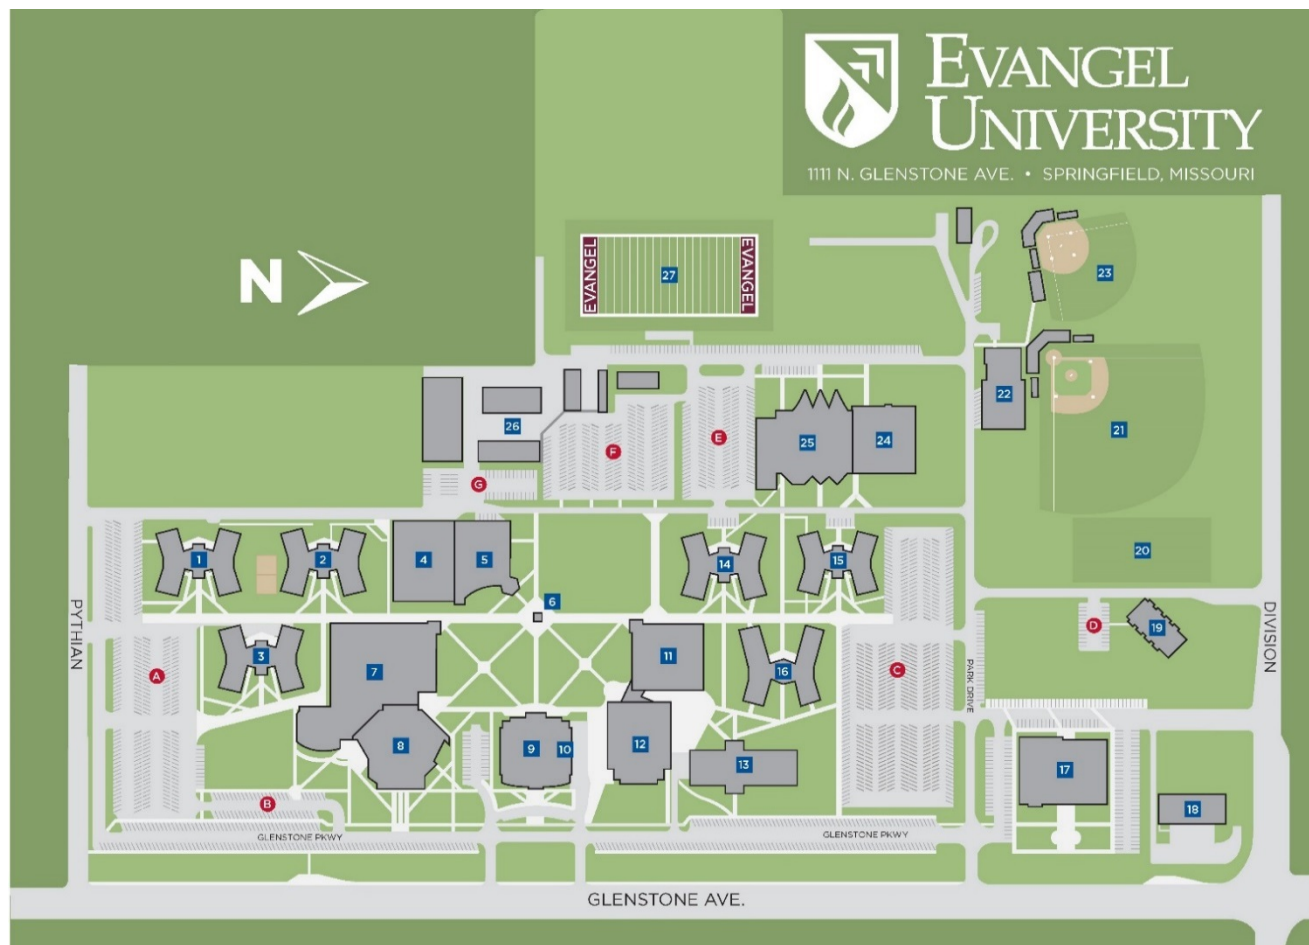 EVANGEL
UNIVERSITY
1111 N. GLENSTONE AVE. • SPRINGFIELD, MISSOURI
N
EVANGEL
EVANGEL
27
23
22
21
26
F
E
25
24
G
1
2
4
5
14
15
20
6
PYTHIAN
DIVISION
A
3
7
11
16
C
PARK DRIVE
D
19
8
9
10
12
13
17
B
18
GLENSTONE PKWY
GLENSTONE PKWY
GLENSTONE AVE.